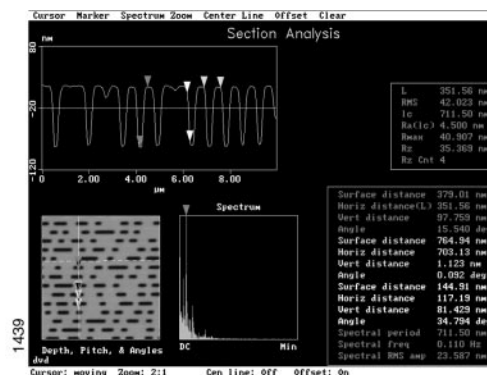 Cursor Marker Spectrum Zoom Center Line Offset Clear
Section Analysis
nm
80
-20
-120
0 2.00 4.00 6.00 8.00
µm
L 351.56 nm
RMS 42.023 nm
lc 711.50 nm
Ra(lc) 4.500 nm
Rmax 40.907 nm
Rz 35.369 nm
Rz Cnt 4
Spectrum
DC Min
Surface distance 379.01 nm
Horiz distance(L) 351.56 nm
Vert distance 97.759 nm
Angle 15.540 de
Surface distance 764.94 nm
Horiz distance 703.13 nm
Vert distance 1.123 nm
Angle 0.092 deg
Surface distance 144.91 nm
Horiz distance 117.19 nm
Vert distance 81.429 nm
Angle 34.794 de
Spectral period 711.50 nm
Spectral freq 0.110 Hz
Spectral RMS amp 23.587 nm
Depth, Pitch, & Angles
dvd
Cursor: moving Zoom: 2:1 Cen line: Off Offset: On
1439